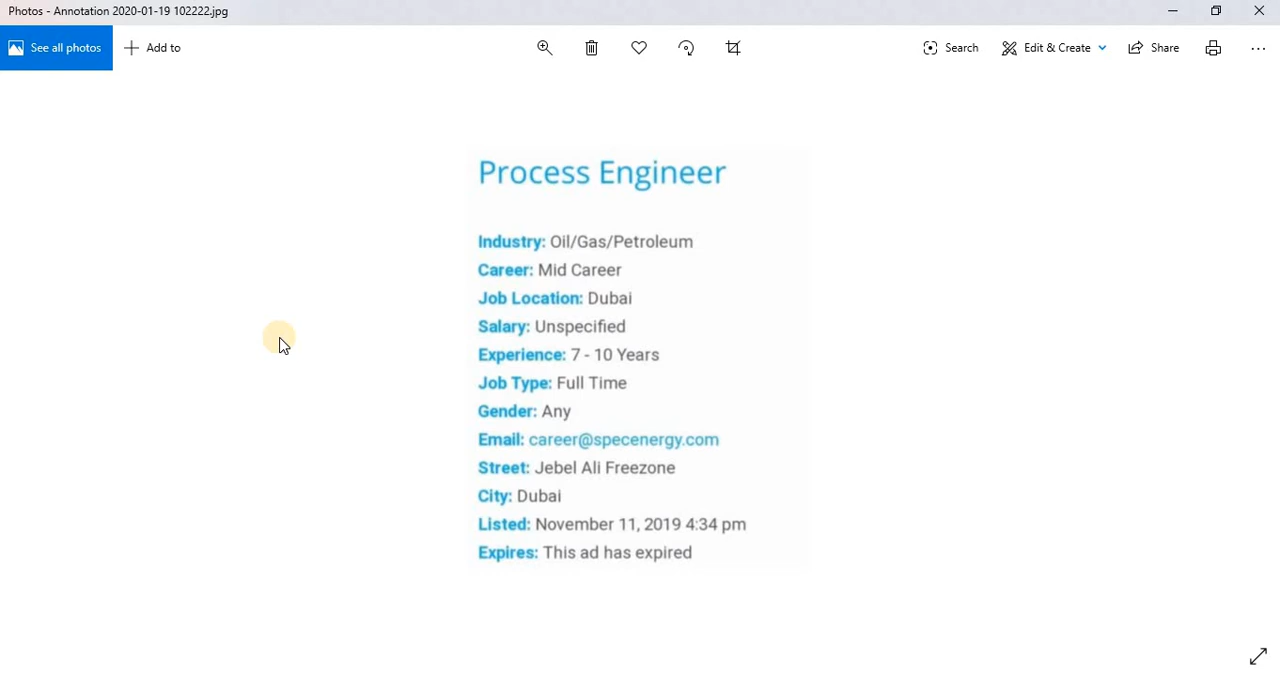 Photos - Annotation 2020-01-19 102222.jpg
See all photos
Add to
Search
Edit & Create
Share
Process Engineer
Industry: Oil/Gas/Petroleum
Career: Mid Career
Job Location: Dubai
Salary: Unspecified
Experience: 7 - 10 Years
Job Type: Full Time
Gender: Any
Email: career@specenergy.com
Street: Jebel Ali Freezone
City: Dubai
Listed: November 11, 2019 4:34 pm
Expires: This ad has expired